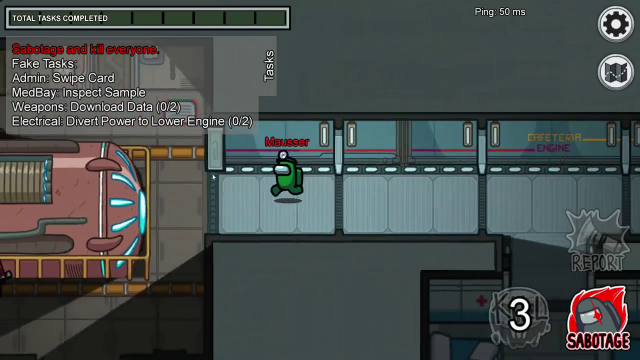 TOTAL TASKS COMPLETED
Ping: 50 ms
Sabotage and kill everyone.
Fake Tasks:
Admin: Swipe Card
MedBay: Inspect Sample
Weapons: Download Data (0/2)
Electrical: Divert Power to Lower Engine (0/2)
Tasks
Mausser
CAFETERIA
ENGINE
REPORT
3
SABOTAGE